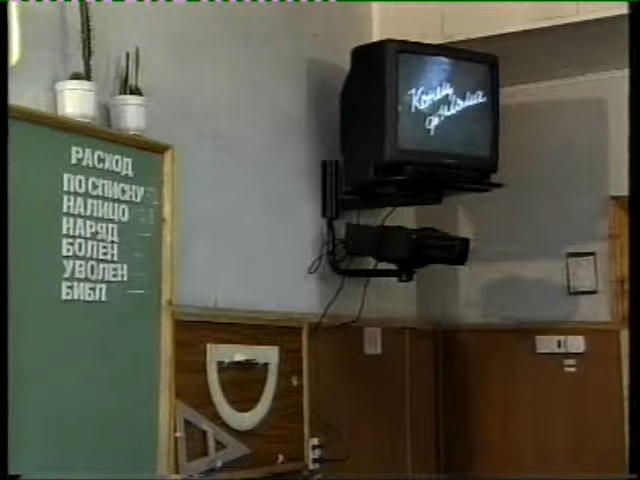 РАСХОД
ПО СПИСКУ
НАЛИЦО
НАРЯД
БОЛЕН
УВОЛЕН
БИБЛ
Конец
фильма